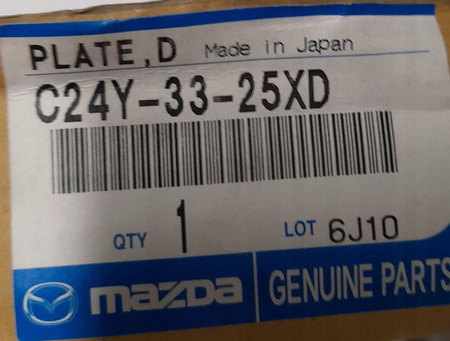 PLATE,D Made in Japan
C24Y-33-25XD
QTY 1 LOT 6J10
mazda GENUINE PARTS